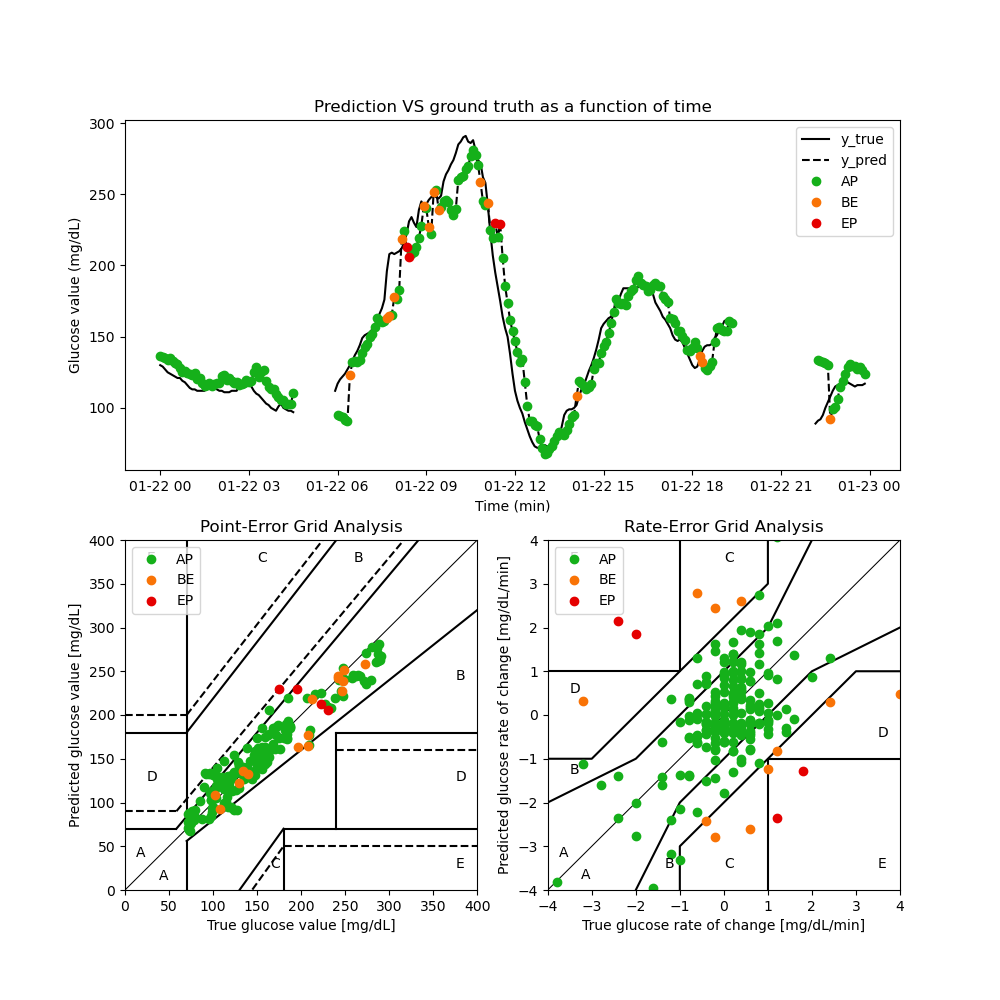 Prediction VS ground truth as a function of time
Glucose value (mg/dL)
300
250
200
150
100
y_true
y_pred
AP
BE
EP
01-22 00 01-22 03 01-22 06 01-22 09 01-22 12 01-22 15 01-22 18 01-22 21 01-23 00
Time (min)
Point-Error Grid Analysis
Predicted glucose value [mg/dL]
400
350
300
250
200
150
100
50
0
AP
BE
EP
C
B
B
D
D
A
A
C
E
0 50 100 150 200 250 300 350 400
True glucose value [mg/dL]
Rate-Error Grid Analysis
Predicted glucose rate of change [mg/dL/min]
4
3
2
1
0
−1
−2
−3
−4
AP
BE
EP
C
D
D
B
A
A
B
C
E
−4 −3 −2 −1 0 1 2 3 4
True glucose rate of change [mg/dL/min]